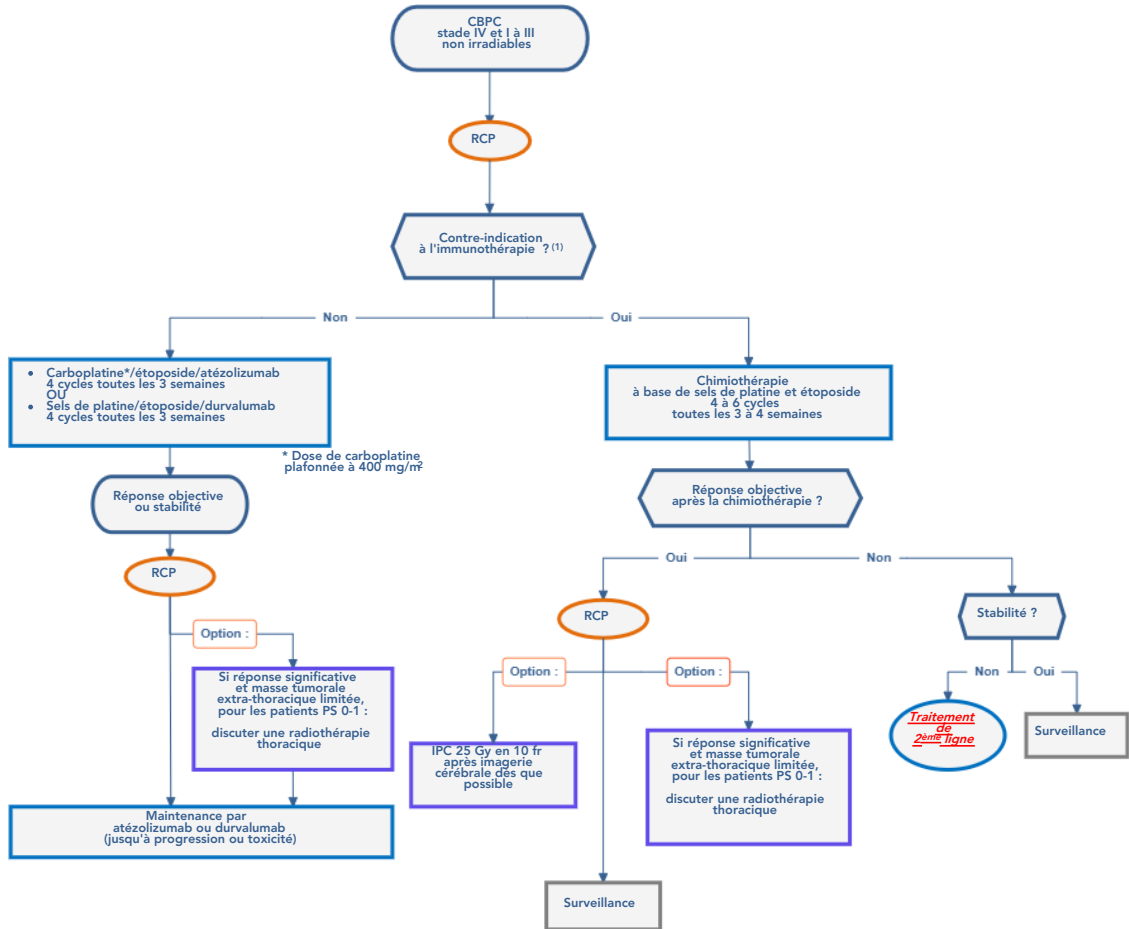 CBPC
stade IV et I à III
non irradiables
RCP
Contre-indication
à l'immunothérapie ? (1)
Non
Oui
• Carboplatine*/étoposide/atézolizumab
4 cycles toutes les 3 semaines
OU
• Sels de platine/étoposide/durvalumab
4 cycles toutes les 3 semaines
* Dose de carboplatine
plafonnée à 400 mg/m²
Chimiothérapie
à base de sels de platine et étoposide
4 à 6 cycles
toutes les 3 à 4 semaines
Réponse objective
ou stabilité
Réponse objective
après la chimiothérapie ?
RCP
Oui
Non
Option :
RCP
Stabilité ?
Si réponse significative
et masse tumorale
extra-thoracique limitée,
pour les patients PS 0-1 :
discuter une radiothérapie
thoracique
Option :
Option :
Non
Oui
IPC 25 Gy en 10 fr
après imagerie
cérébrale dès que
possible
Si réponse significative
et masse tumorale
extra-thoracique limitée,
pour les patients PS 0-1 :
discuter une radiothérapie
thoracique
Traitement
de
2ème ligne
Surveillance
Maintenance par
atézolizumab ou durvalumab
(jusqu'à progression ou toxicité)
Surveillance